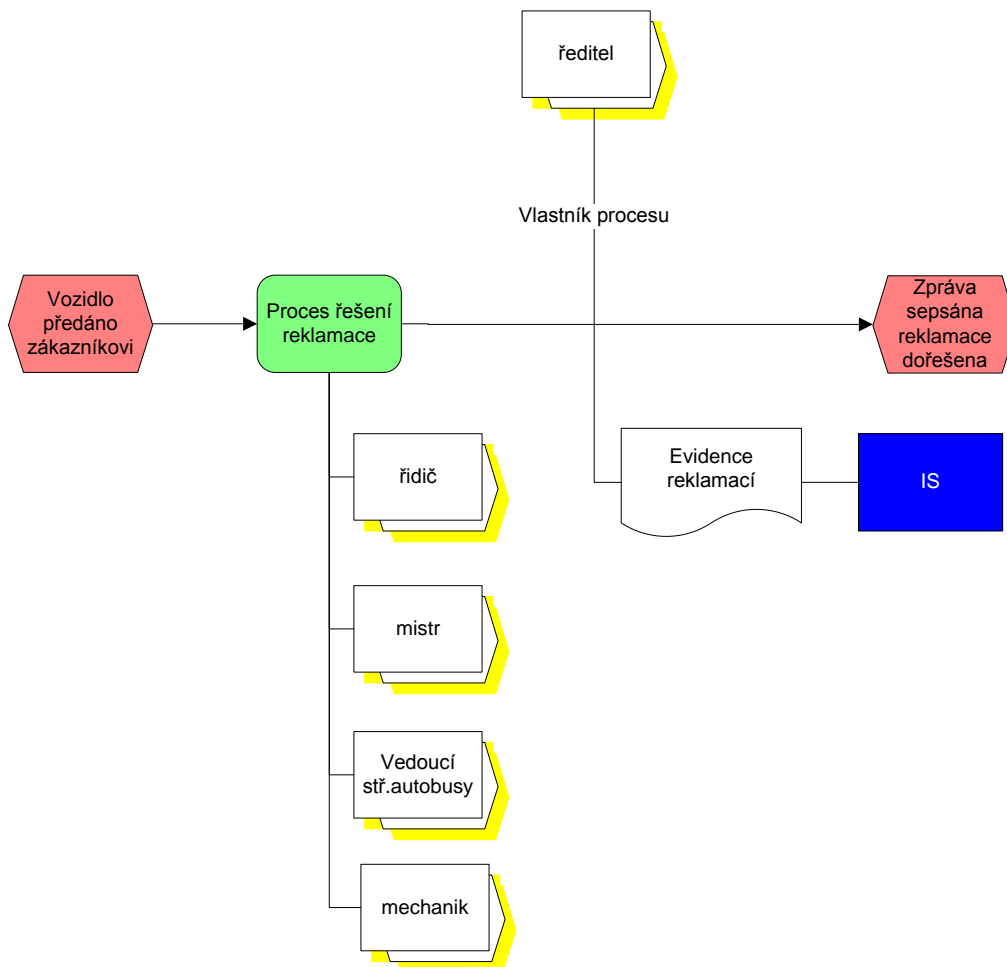 ředitel
Vlastník procesu
Vozidlo
předáno
zákazníkovi
Proces řešení
reklamace
Zpráva
sepsána
reklamace
dořešena
řidič
Evidence
reklamací
IS
mistr
Vedoucí
stř.autobusy
mechanik